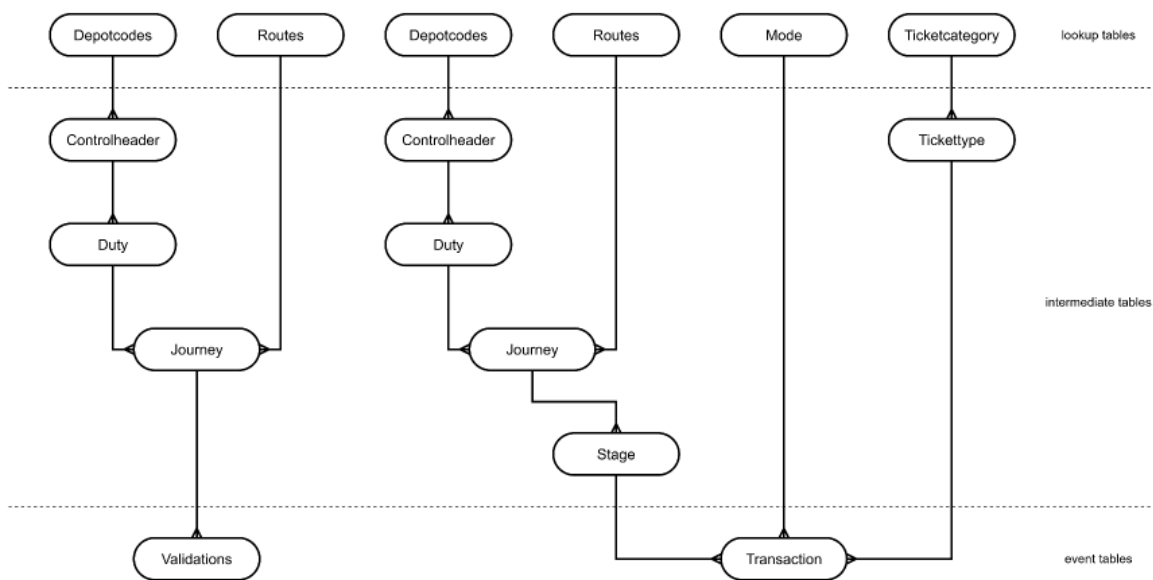 Depotcodes
Routes
Depotcodes
Routes
Mode
Ticketcategory
lookup tables
Controlheader
Controlheader
Tickettype
Duty
Duty
intermediate tables
Journey
Journey
Stage
Validations
Transaction
event tables